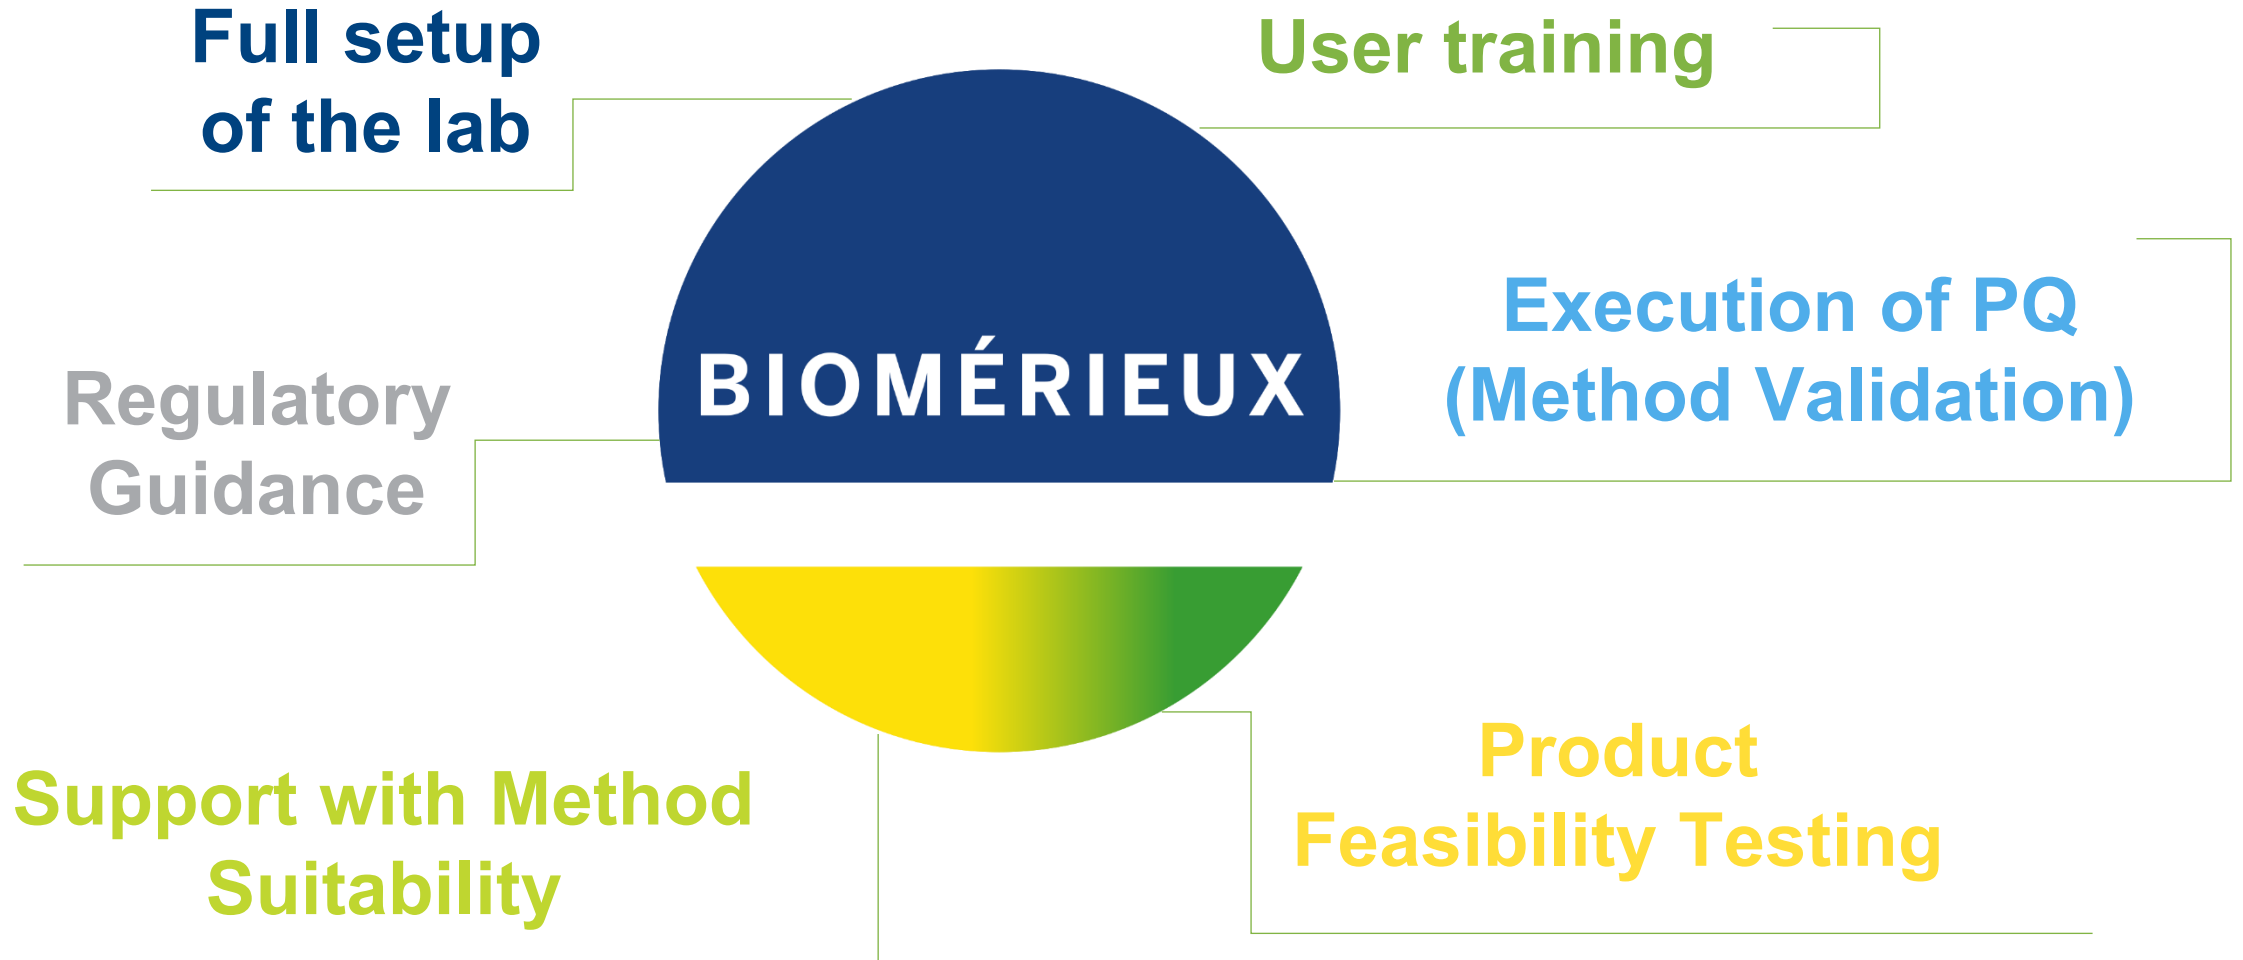 Full setup
of the lab
User training
Regulatory
Guidance
BIOMÉRIEUX
Execution of PQ
(Method Validation)
Support with Method
Suitability
Product
Feasibility Testing